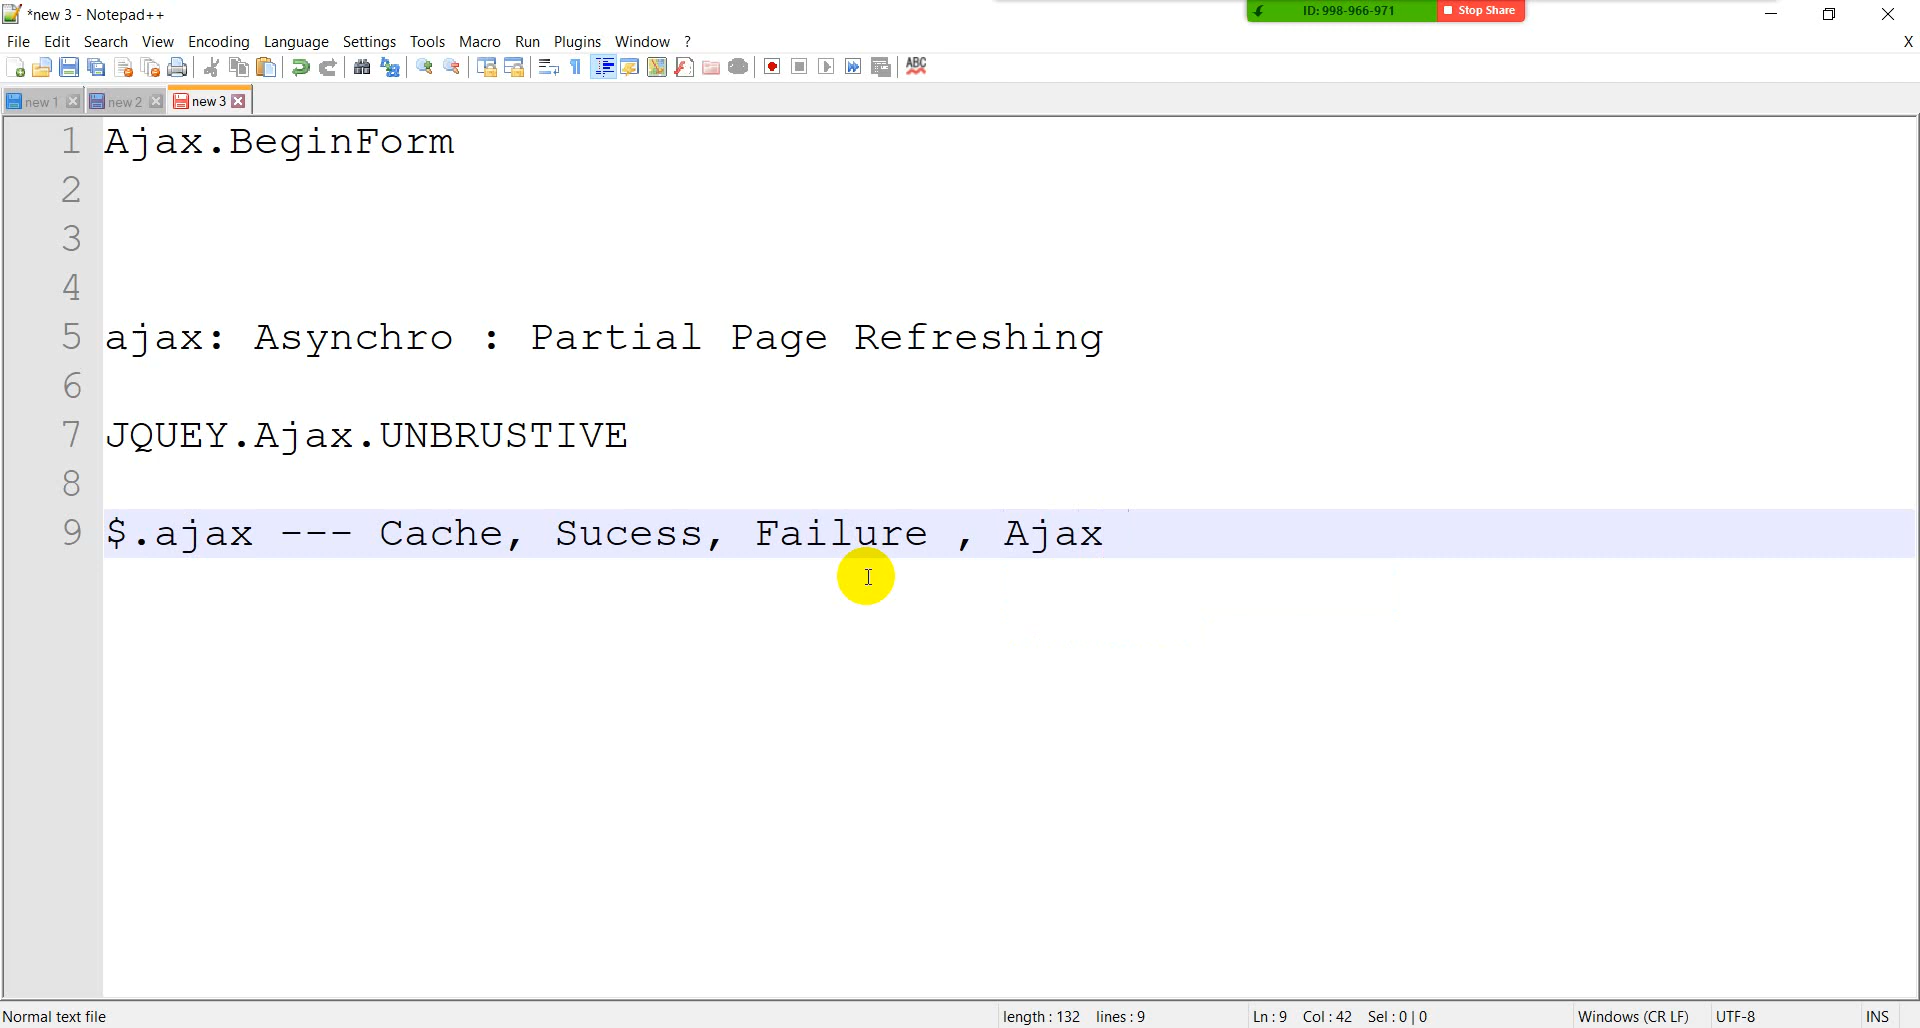 *new 3 - Notepad++
ID: 998-966-971
Stop Share
File Edit Search View Encoding Language Settings Tools Macro Run Plugins Window ? X
ABC
new 1 new 2 new 3
1 Ajax.BeginForm
2
3
4
5 ajax: Asynchro : Partial Page Refreshing
6
7 JQUEY.Ajax.UNBRUSTIVE
8
9 $.ajax --- Cache, Sucess, Failure , Ajax
Normal text file length : 132 lines : 9 Ln : 9 Col : 42 Sel : 0 | 0 Windows (CR LF) UTF-8 INS